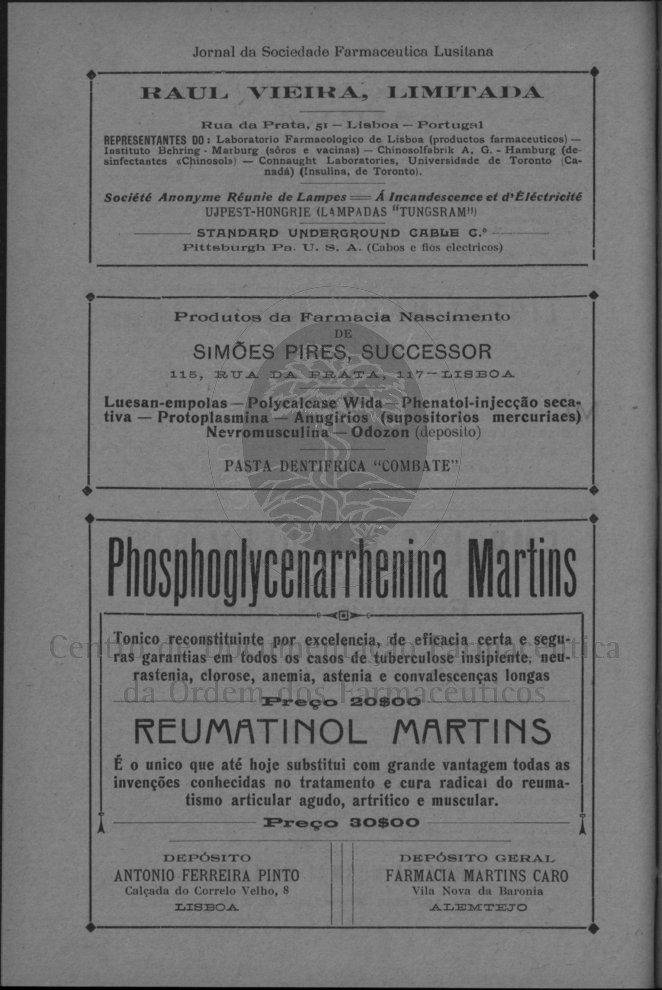 Jornal da Sociedade Farmaceutica Lusitana
RAUL VIEIRA, LIMITADA
Rua da Prata, 51 — Lisboa — Portugal
REPRESENTANTES DO: Laboratorio Farmacologico de Lisboa (productos farmaceuticos) —
Instituto Behring - Marburg (sôros e vacinas) — Chinosolfabrik A. G. - Hamburg (de-
sinfectantes «Chinosol») — Connaught Laboratories, Universidade de Toronto (Ca-
nadá) (Insulina, de Toronto).
Société Anonyme Réunie de Lampes — Á Incandescence et d'Éléctricité
UJPEST-HONGRIE (LAMPADAS "TUNGSRAM")
STANDARD UNDERGROUND CABLE C.º
Pittsburgh Pa. U. S. A. (Cabos e fios electricos)
Produtos da Farmacia Nascimento
DE
SIMÕES PIRES, SUCCESSOR
115, RUA DA PRATA, 117—LISBOA
Luesan-empolas — Polycalcase Wida — Phenatol-injecção seca-
tiva — Protoplasmina — Anugirios (supositorios mercuriaes)
Nevromusculina — Odozon (deposito)
PASTA DENTIFRICA "COMBATE"
Phosphoglycenarrhenina Martins
Tonico reconstituinte por excelencia, de eficacia certa e segu-
ras garantias em todos os casos de tuberculose insipiente, neu-
rastenia, clorose, anemia, astenia e convalescenças longas
Preço 20$00
REUMATINOL MARTINS
É o unico que até hoje substitui com grande vantagem todas as
invenções conhecidas no tratamento e cura radical do reuma-
tismo articular agudo, artritico e muscular.
Preço 30$00
DEPÓSITO
ANTONIO FERREIRA PINTO
Calçada do Correio Velho, 8
LISBOA
DEPÓSITO GERAL
FARMACIA MARTINS CARO
Vila Nova da Baronia
ALEMTEJO
da Ordem dos Farmacêuticos